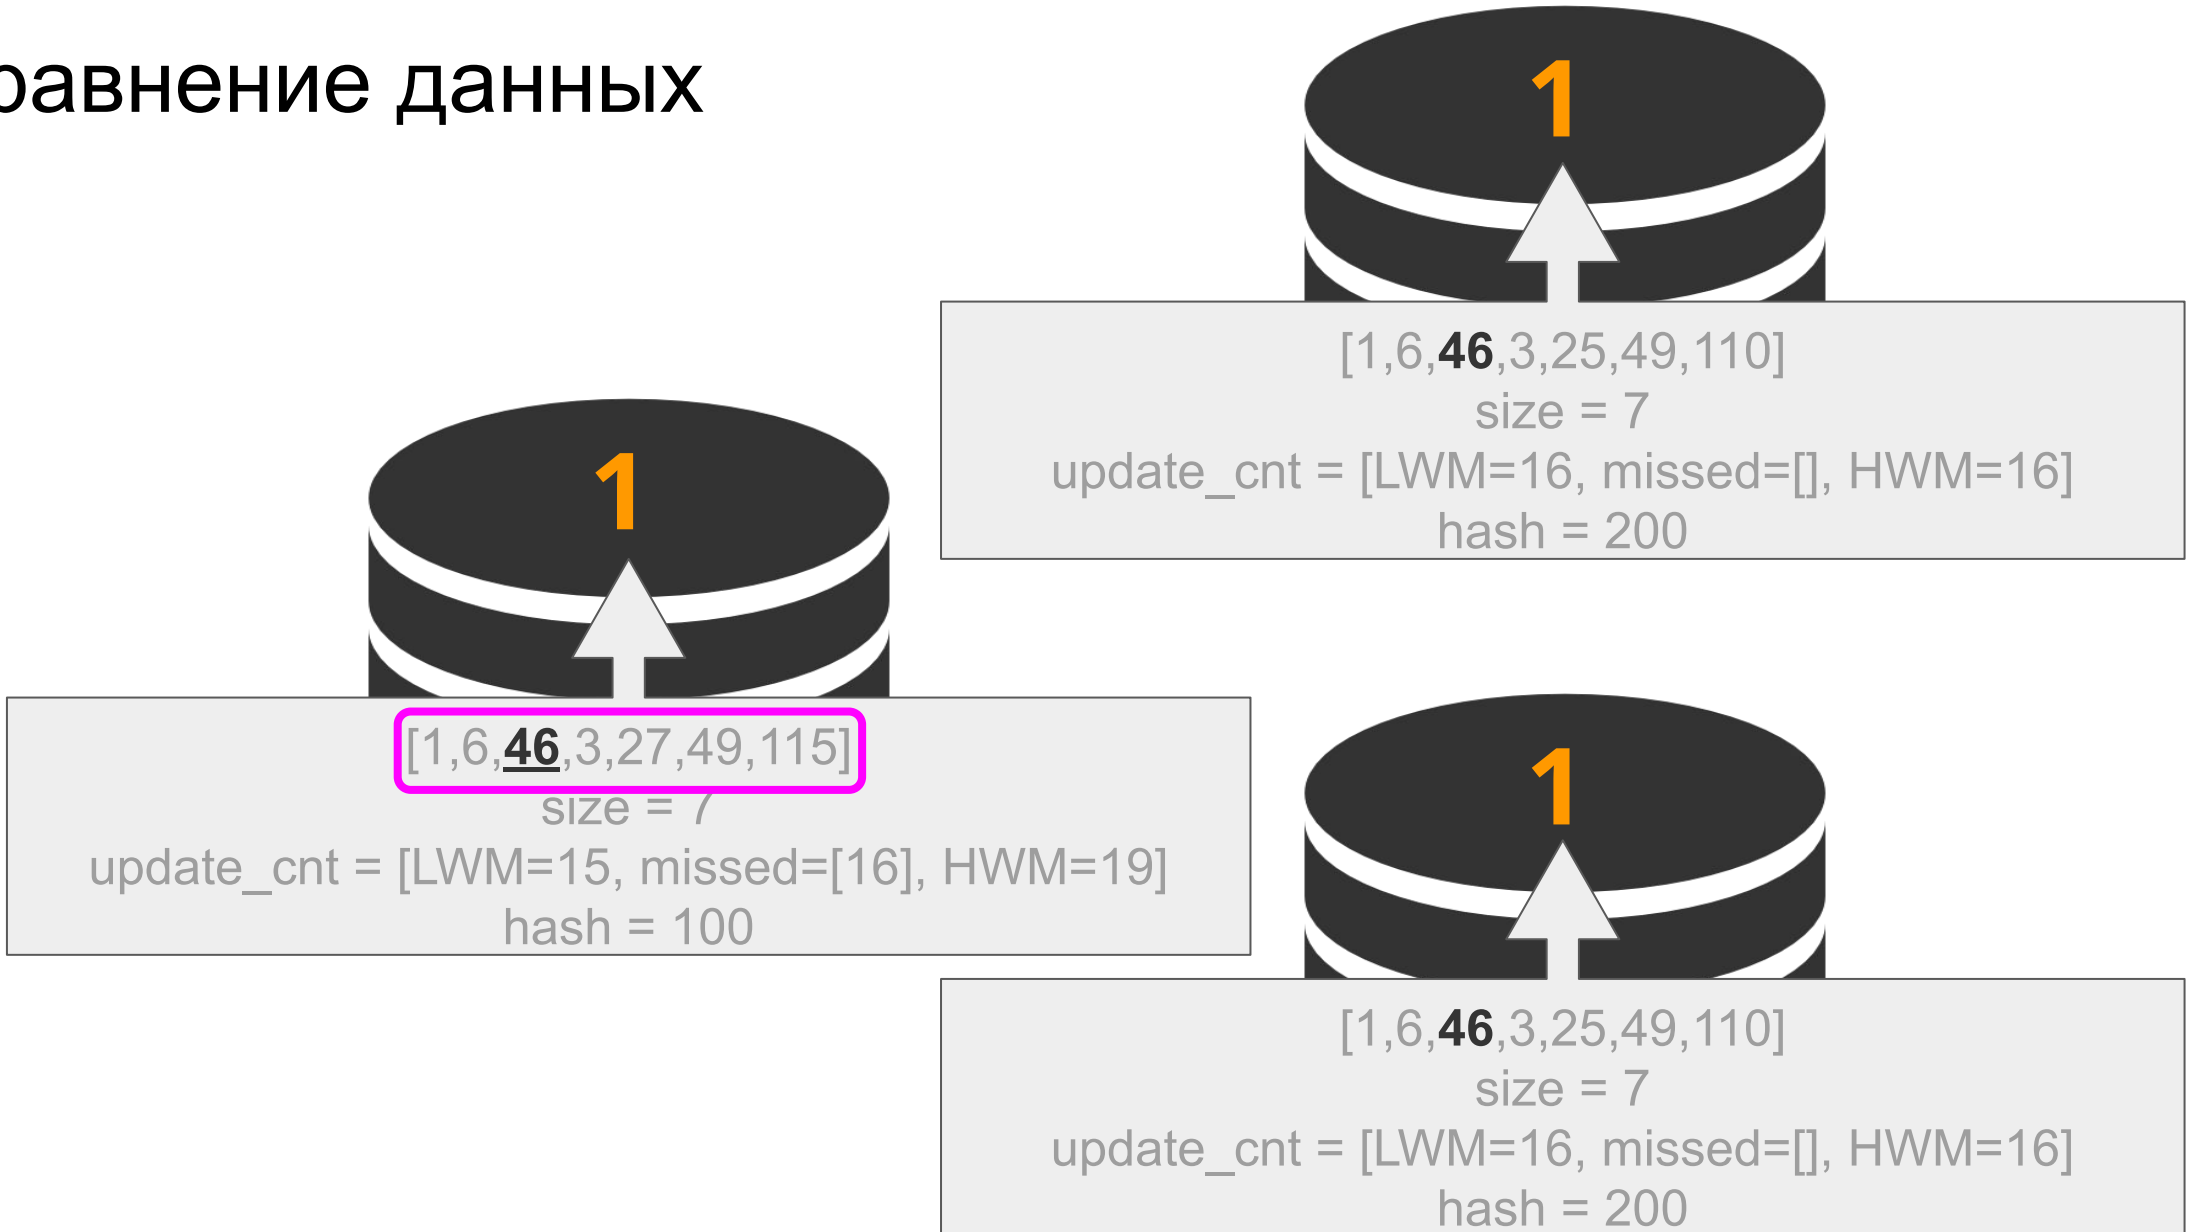 равнение данных
1
[1,6,46,3,25,49,110]
size = 7
update_cnt = [LWM=16, missed=[], HWM=16]
hash = 200
1
[1,6,46,3,27,49,115]
size = 7
update_cnt = [LWM=15, missed=[16], HWM=19]
hash = 100
1
[1,6,46,3,25,49,110]
size = 7
update_cnt = [LWM=16, missed=[], HWM=16]
hash = 200